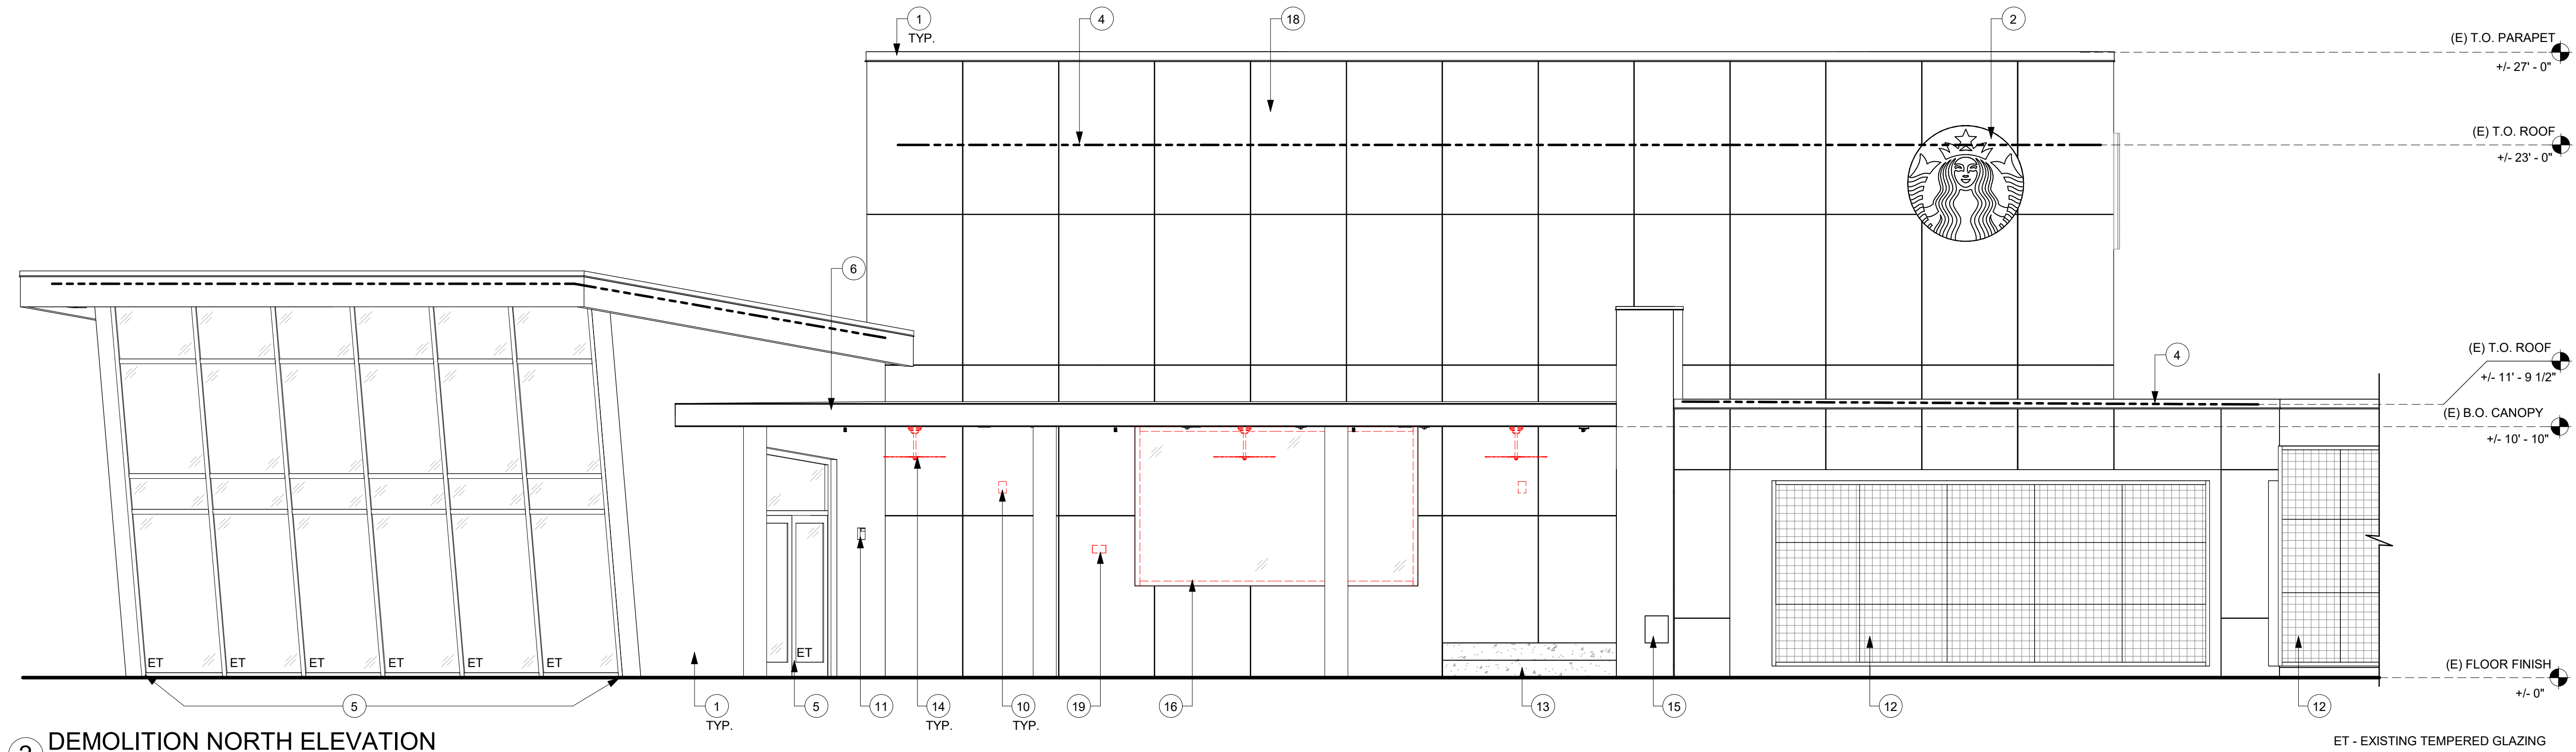 1
TYP.
4
18
2
(E) T.O. PARAPET
+/- 27' - 0"
(E) T.O. ROOF
+/- 23' - 0"
6
4
(E) T.O. ROOF
+/- 11' - 9 1/2"
(E) B.O. CANOPY
+/- 10' - 10"
ET
ET
ET
ET
ET
ET
ET
(E) FLOOR FINISH
+/- 0"
5
1
TYP.
5
11
14
TYP.
10
TYP.
19
16
13
15
12
12
DEMOLITION NORTH ELEVATION
ET - EXISTING TEMPERED GLAZING